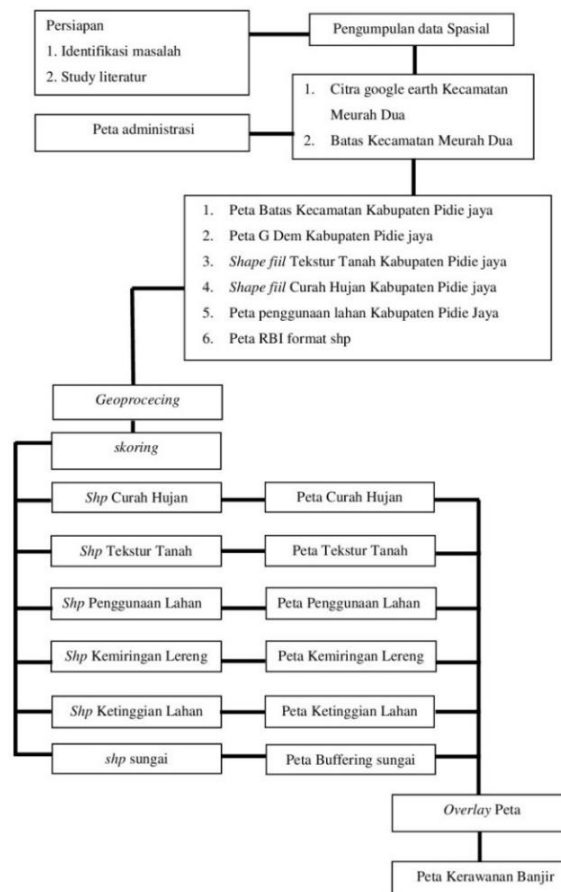 Persiapan
1. Identifikasi masalah
2. Study literatur
Pengumpulan data Spasial
1. Citra google earth Kecamatan
Meurah Dua
2. Batas Kecamatan Meurah Dua
Peta administrasi
1. Peta Batas Kecamatan Kabupaten Pidie jaya
2. Peta G Dem Kabupaten Pidie jaya
3. Shape fiil Tekstur Tanah Kabupaten Pidie jaya
4. Shape fiil Curah Hujan Kabupaten Pidie jaya
5. Peta penggunaan lahan Kabupaten Pidie Jaya
6. Peta RBI format shp
Geoprocecing
skoring
Shp Curah Hujan
Peta Curah Hujan
Shp Tekstur Tanah
Peta Tekstur Tanah
Shp Penggunaan Lahan
Peta Penggunaan Lahan
Shp Kemiringan Lereng
Peta Kemiringan Lereng
Shp Ketinggian Lahan
Peta Ketinggian Lahan
shp sungai
Peta Buffering sungai
Overlay Peta
Peta Kerawanan Banjir